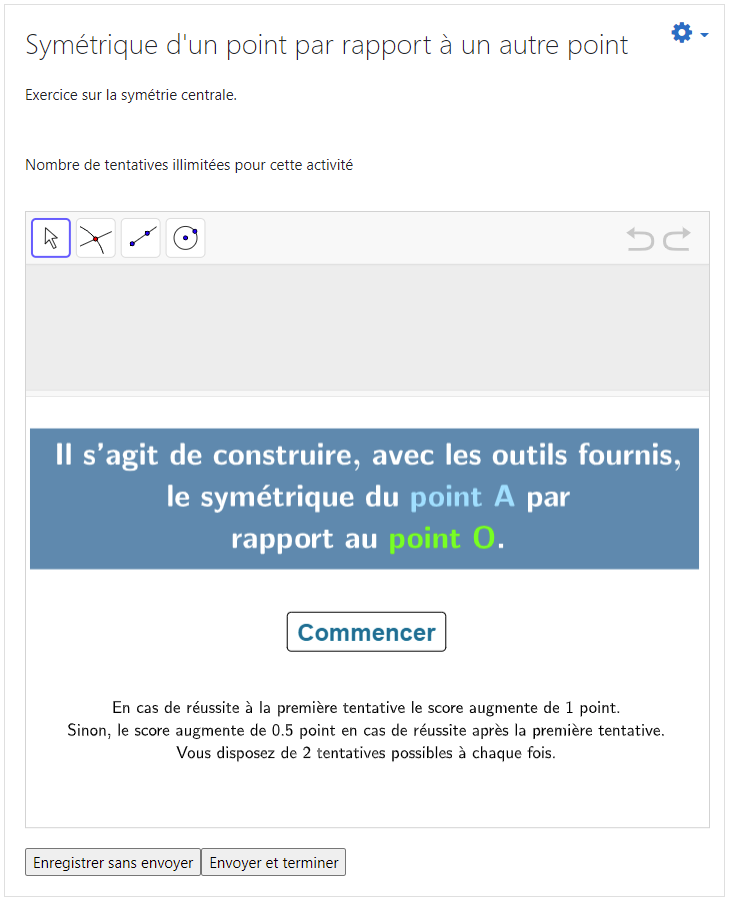 Symétrique d'un point par rapport à un autre point
Exercice sur la symétrie centrale.
Nombre de tentatives illimitées pour cette activité
Il s'agit de construire, avec les outils fournis,
le symétrique du point A par
rapport au point O.
Commencer
En cas de réussite à la première tentative le score augmente de 1 point.
Sinon, le score augmente de 0.5 point en cas de réussite après la première tentative.
Vous disposez de 2 tentatives possibles à chaque fois.
Enregistrer sans envoyer Envoyer et terminer